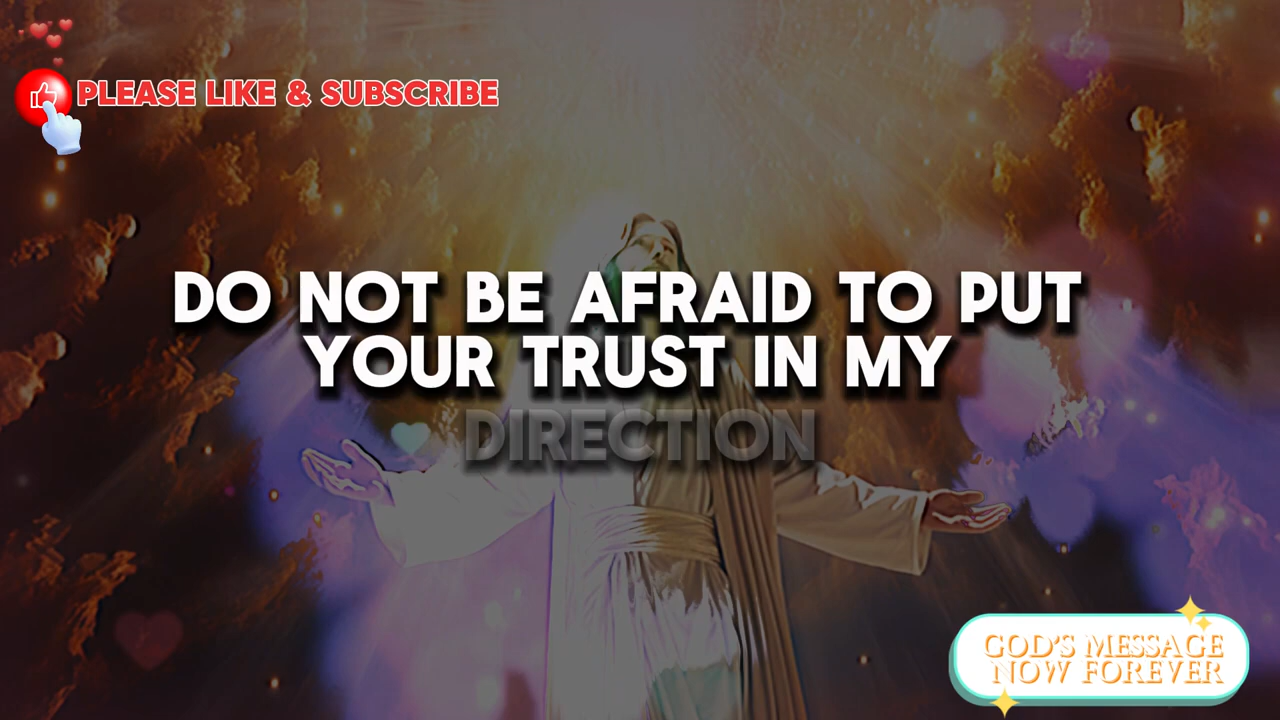 PLEASE LIKE & SUBSCRIBE
DO NOT BE AFRAID TO PUT
YOUR TRUST IN MY
DIRECTION
GOD'S MESSAGE
NOW FOREVER